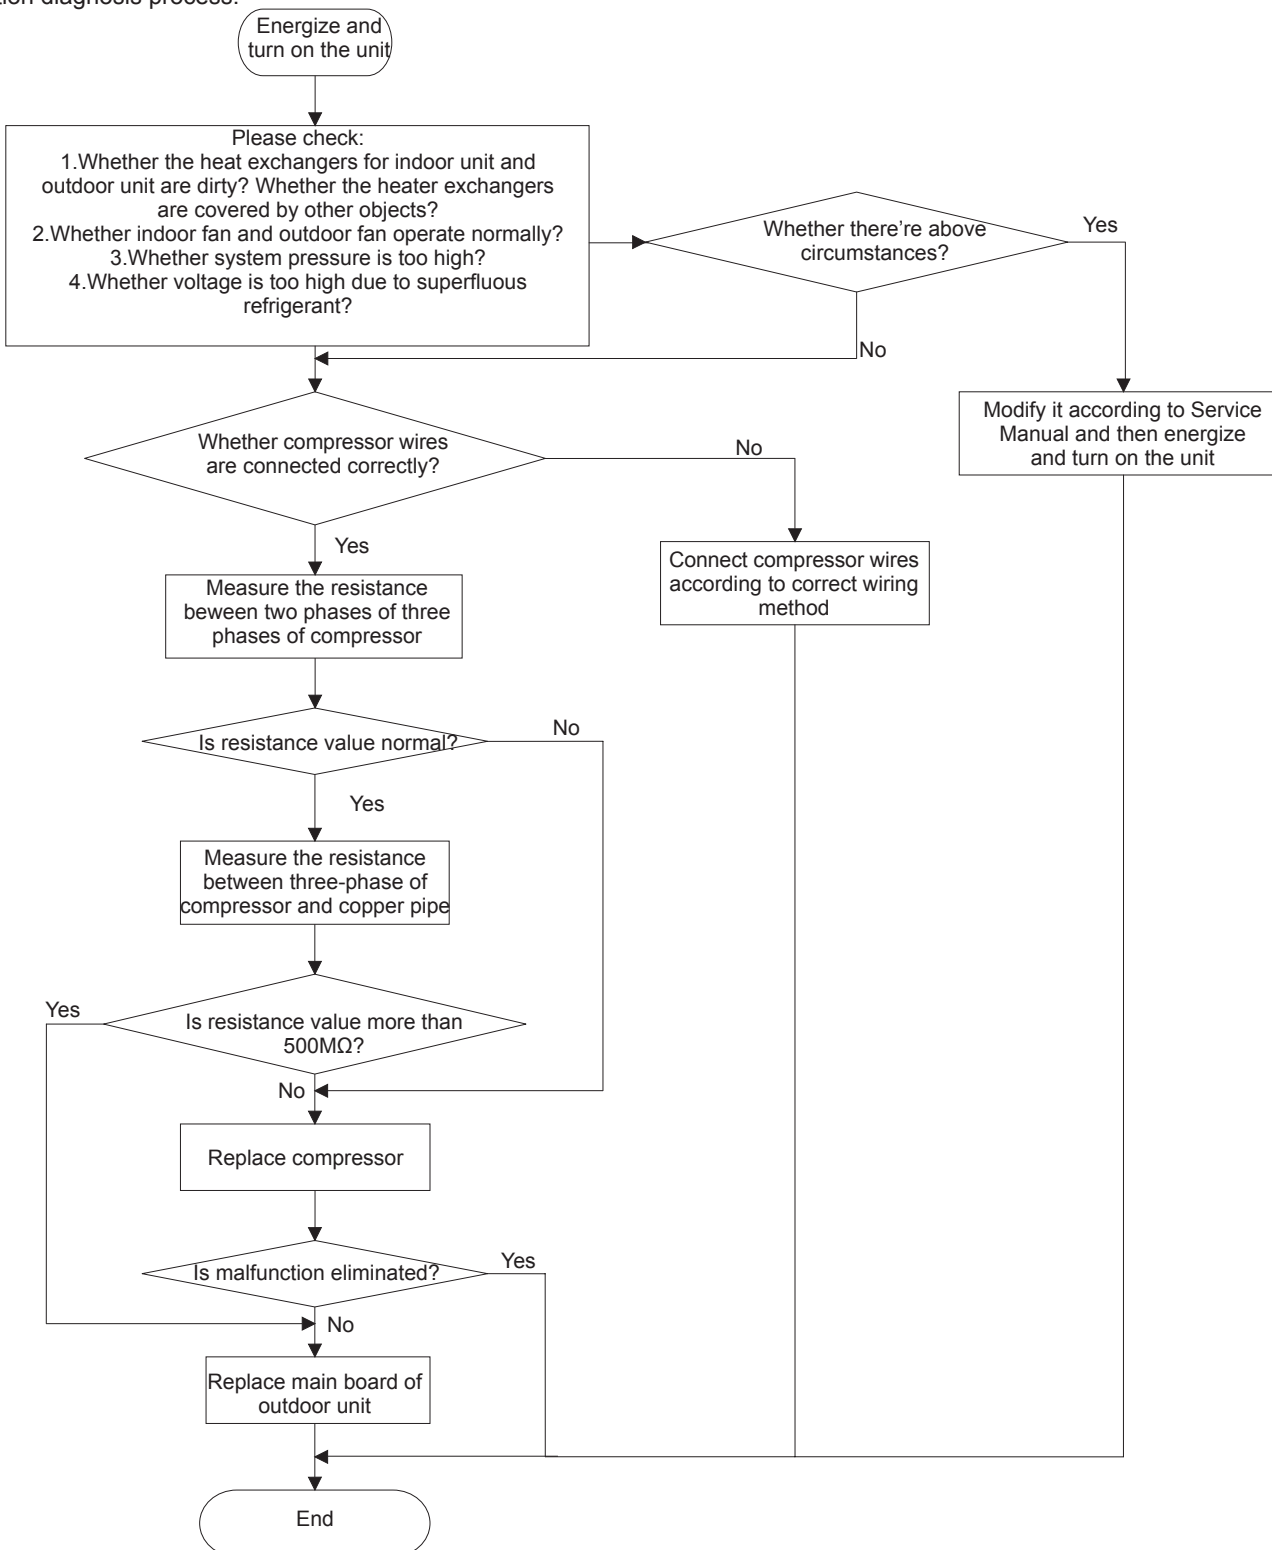 tion diagnosis process:
Energize and
turn on the unit
Please check:
1.Whether the heat exchangers for indoor unit and
outdoor unit are dirty? Whether the heater exchangers
are covered by other objects?
2.Whether indoor fan and outdoor fan operate normally?
3.Whether system pressure is too high?
4.Whether voltage is too high due to superfluous
refrigerant?
Whether there're above
circumstances?
Yes
No
Modify it according to Service
Manual and then energize
and turn on the unit
Whether compressor wires
are connected correctly?
No
Yes
Connect compressor wires
according to correct wiring
method
Measure the resistance
beween two phases of three
phases of compressor
Is resistance value normal?
No
Yes
Measure the resistance
between three-phase of
compressor and copper pipe
Yes
Is resistance value more than
500MΩ?
No
Replace compressor
Is malfunction eliminated?
Yes
No
Replace main board of
outdoor unit
End